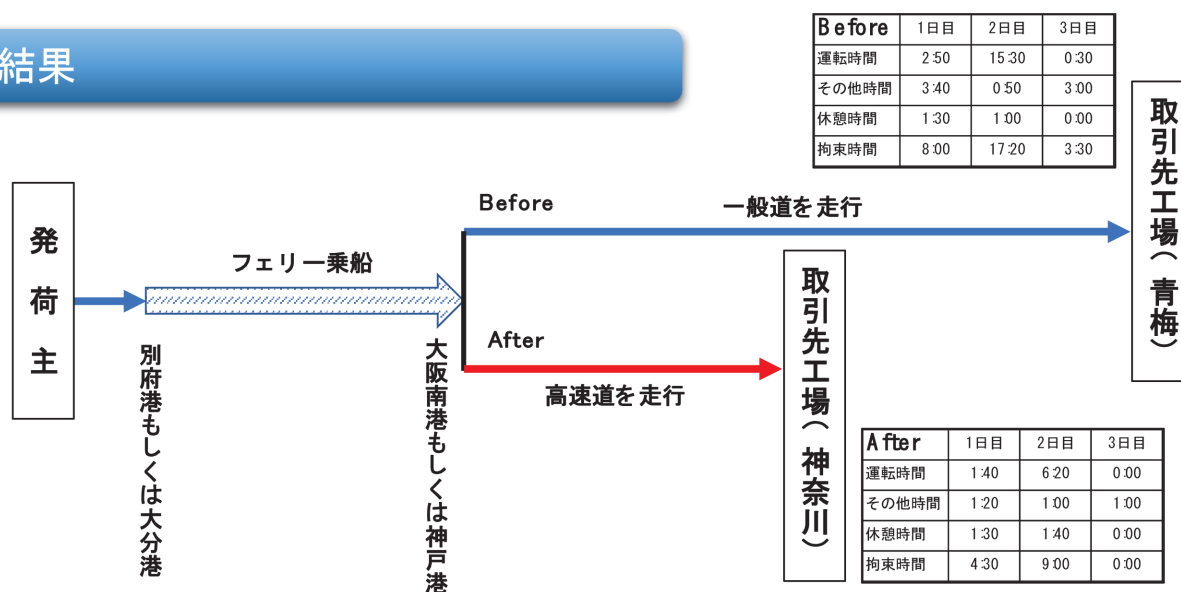 結果
Before 1日目 2日目 3日目
運転時間 2:50 15:30 0:30
その他時間 3:40 0:50 3:00
休憩時間 1:30 1:00 0:00
拘束時間 8:00 17:20 3:30
発荷主
フェリー乗船
別府港もしくは大分港
大阪南港もしくは神戸港
Before
一般道を走行
取引先工場(青梅)
After
高速道を走行
取引先工場(神奈川)
After 1日目 2日目 3日目
運転時間 1:40 6:20 0:00
その他時間 1:20 1:00 1:00
休憩時間 1:30 1:40 0:00
拘束時間 4:30 9:00 0:00